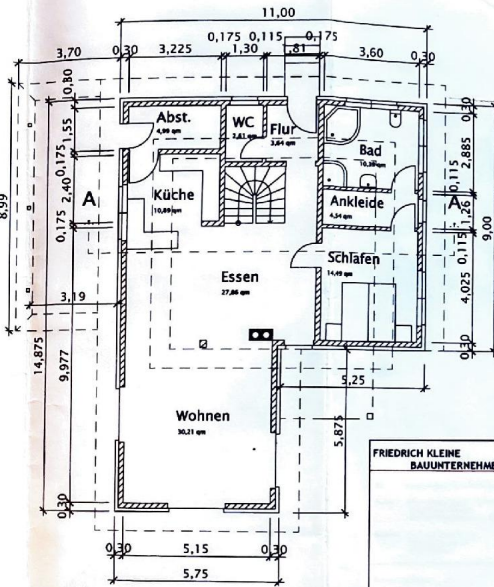 11,00
3,70 0,30 3,225 0,175 1,30 0,115 1,81 0,175 3,60 0,30
0,30
1,55
0,175
2,40
0,175
8,99
14,875
9,977
0,30
3,19
A
Abst.
4,99 qm
WC
2,61 qm
Flur
3,64 qm
Bad
Küche
10,89 qm
Ankleide
4,54 qm
Schlafen
14,49 qm
Essen
27,86 qm
Wohnen
30,21 qm
A
0,30
2,885
0,115
1,26
0,115
4,025
0,30
9,00
5,25
5,875
0,30 5,15 0,30
5,75
FRIEDRICH KLEINE
BAUUNTERNEHME